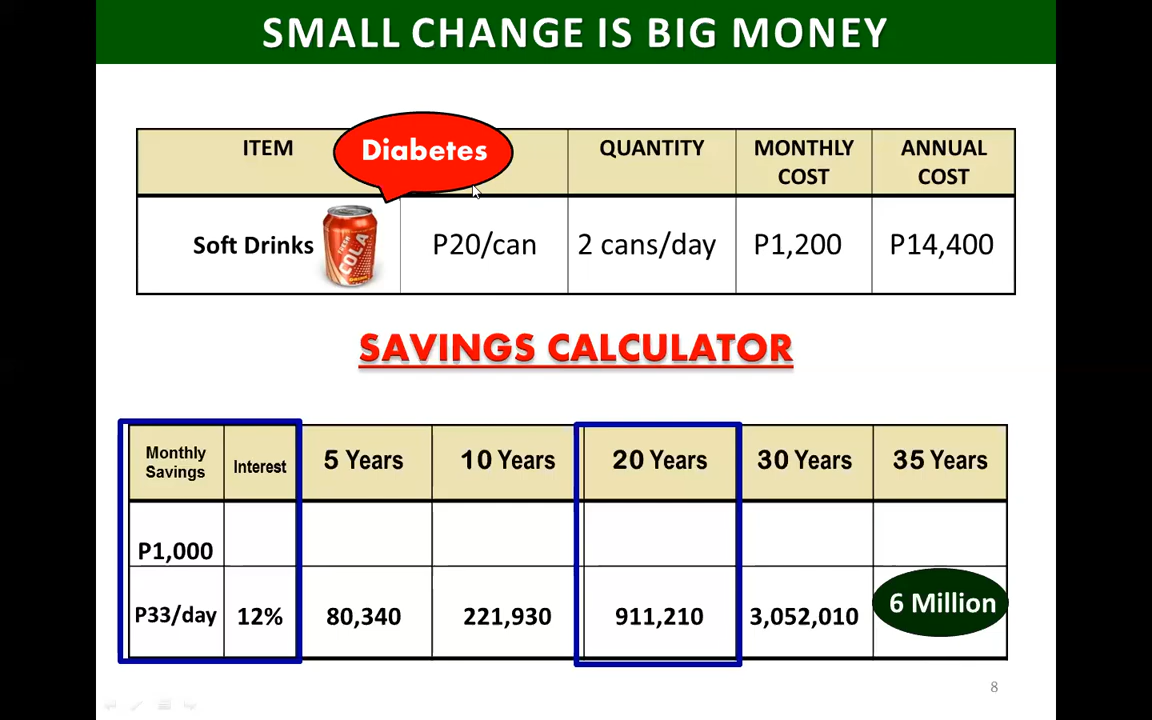 SMALL CHANGE IS BIG MONEY
ITEM
Diabetes
QUANTITY
MONTHLY
COST
ANNUAL
COST
Soft Drinks
COLA
P20/can
2 cans/day
P1,200
P14,400
SAVINGS CALCULATOR
Monthly
Savings
Interest
5 Years
10 Years
20 Years
30 Years
35 Years
P1,000
P33/day
12%
80,340
221,930
911,210
3,052,010
6 Million
8